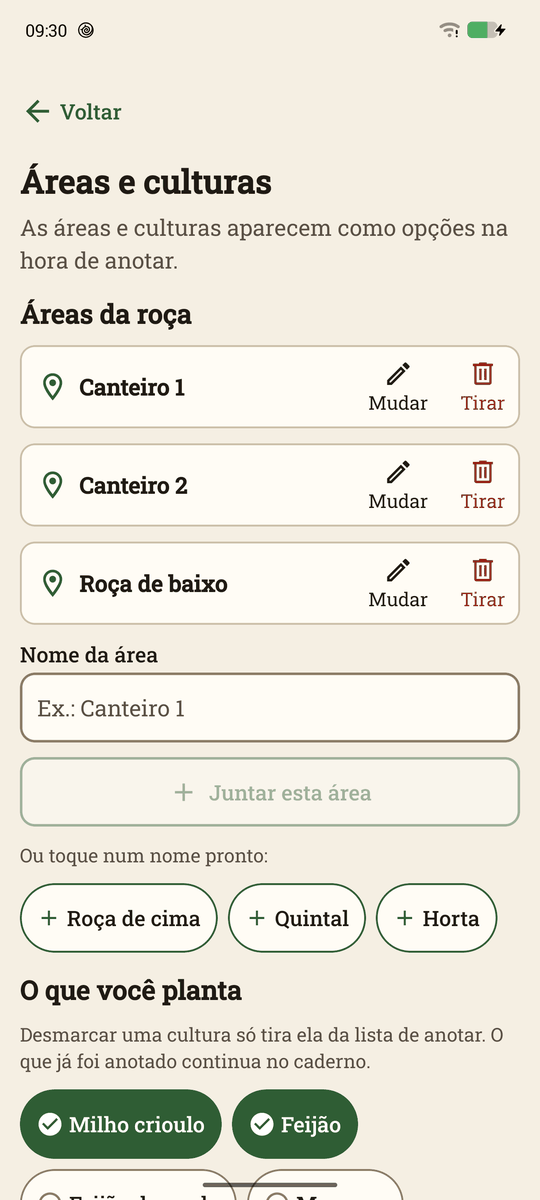 09:30
Voltar
Áreas e culturas
As áreas e culturas aparecem como opções na
hora de anotar.
Áreas da roça
Canteiro 1
Mudar
Tirar
Canteiro 2
Mudar
Tirar
Roça de baixo
Mudar
Tirar
Nome da área
Ex.: Canteiro 1
+ Juntar esta área
Ou toque num nome pronto:
+ Roça de cima
+ Quintal
+ Horta
O que você planta
Desmarcar uma cultura só tira ela da lista de anotar. O
que já foi anotado continua no caderno.
Milho crioulo
Feijão